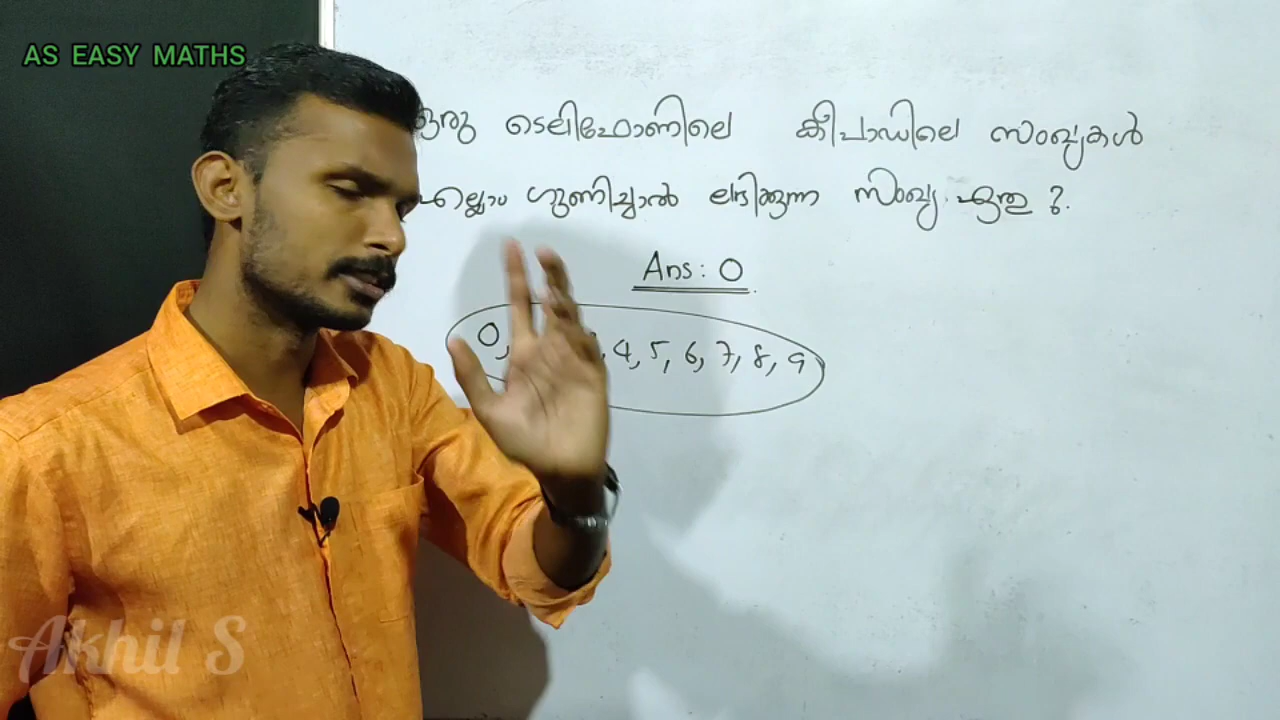 AS EASY MATHS
ഒരു ടെലിഫോണിലെ കീപാഡിലെ സംഖ്യകൾ
എല്ലാം ഗുണിച്ചാൽ ലഭിക്കുന്ന സംഖ്യ ഏത് ?
Ans: 0
0, 4, 5, 6, 7, 8, 9
Akhil S